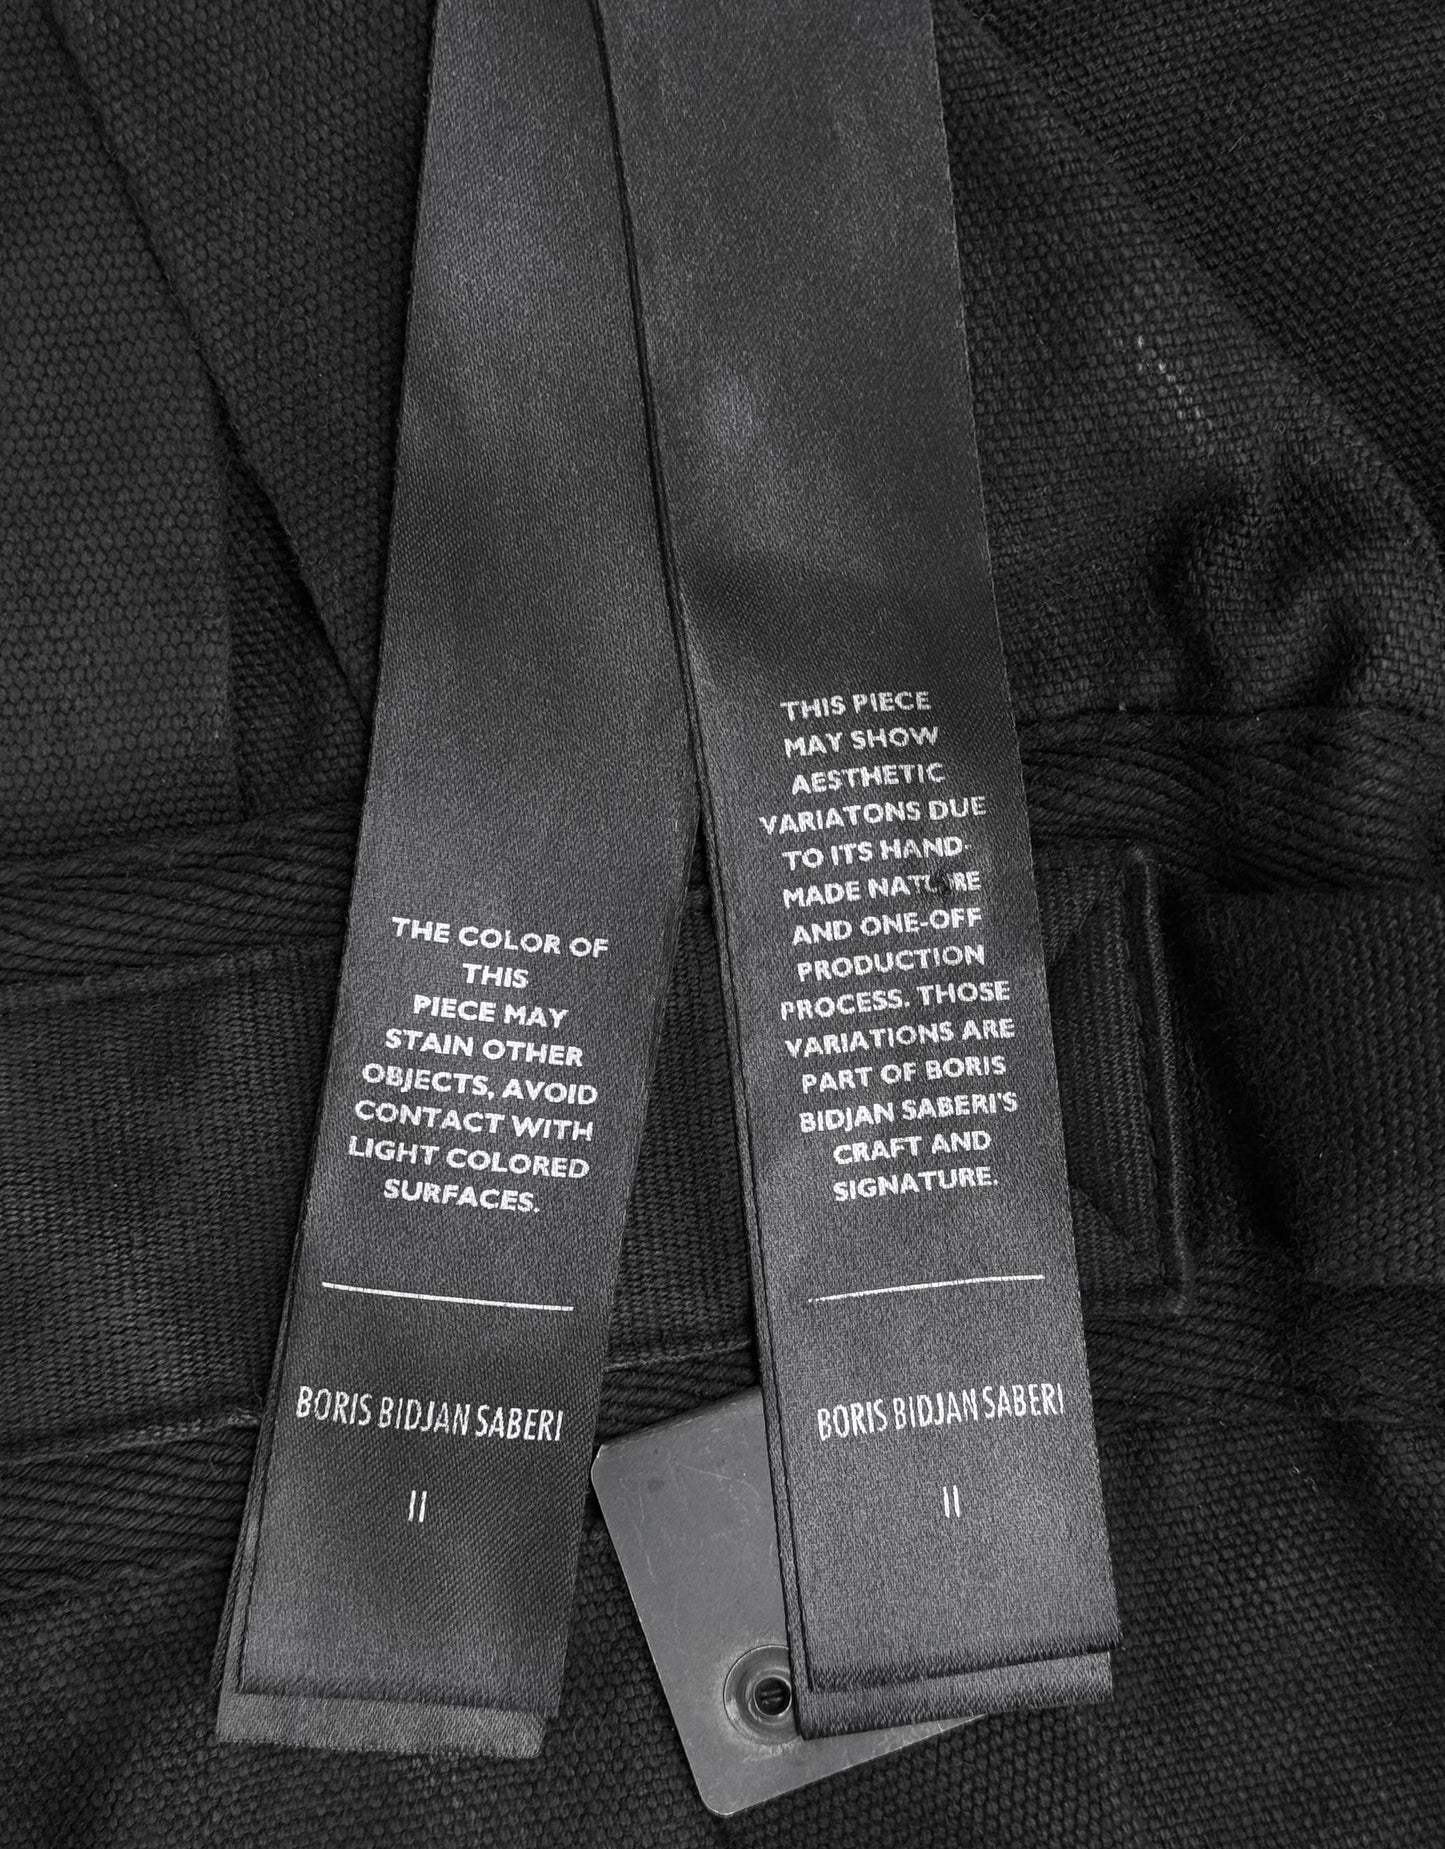 THE COLOR OF
THIS
PIECE MAY
STAIN OTHER
OBJECTS, AVOID
CONTACT WITH
LIGHT COLORED
SURFACES.
BORIS BIDJAN SABERI
11
THIS PIECE
MAY SHOW
AESTHETIC
VARIATONS DUE
TO ITS HAND-
MADE NATURE
AND ONE-OFF
PRODUCTION
PROCESS. THOSE
VARIATIONS ARE
PART OF BORIS
BIDJAN SABERI'S
CRAFT AND
SIGNATURE.
BORIS BIDJAN SABERI
11